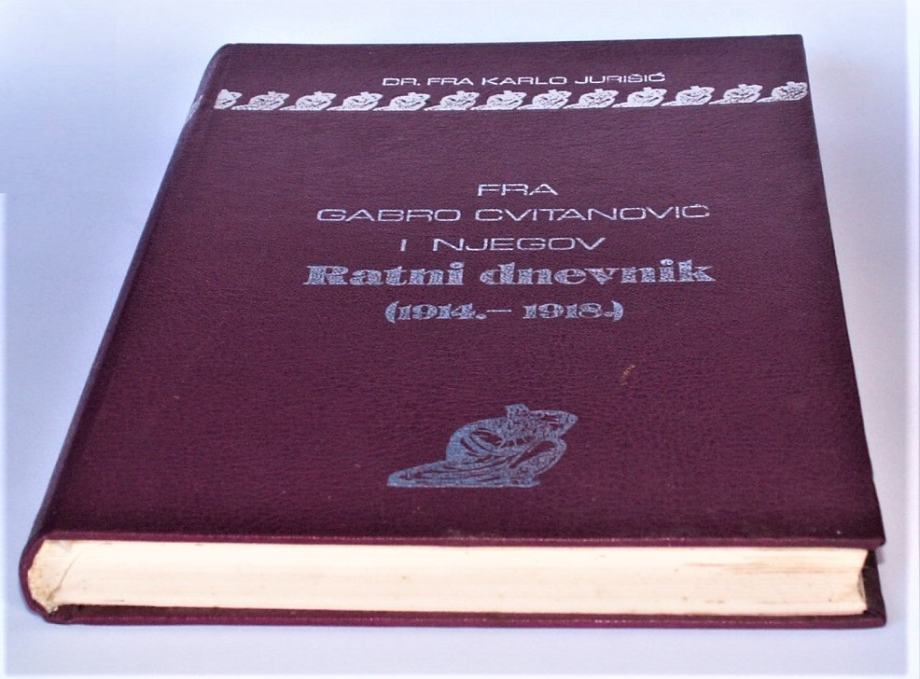 DR. FRA KARLO JURIŠIĆ
FRA
GABRO CVITANOVIĆ
I NJEGOV
Ratni dnevnik
(1914.— 1918.)